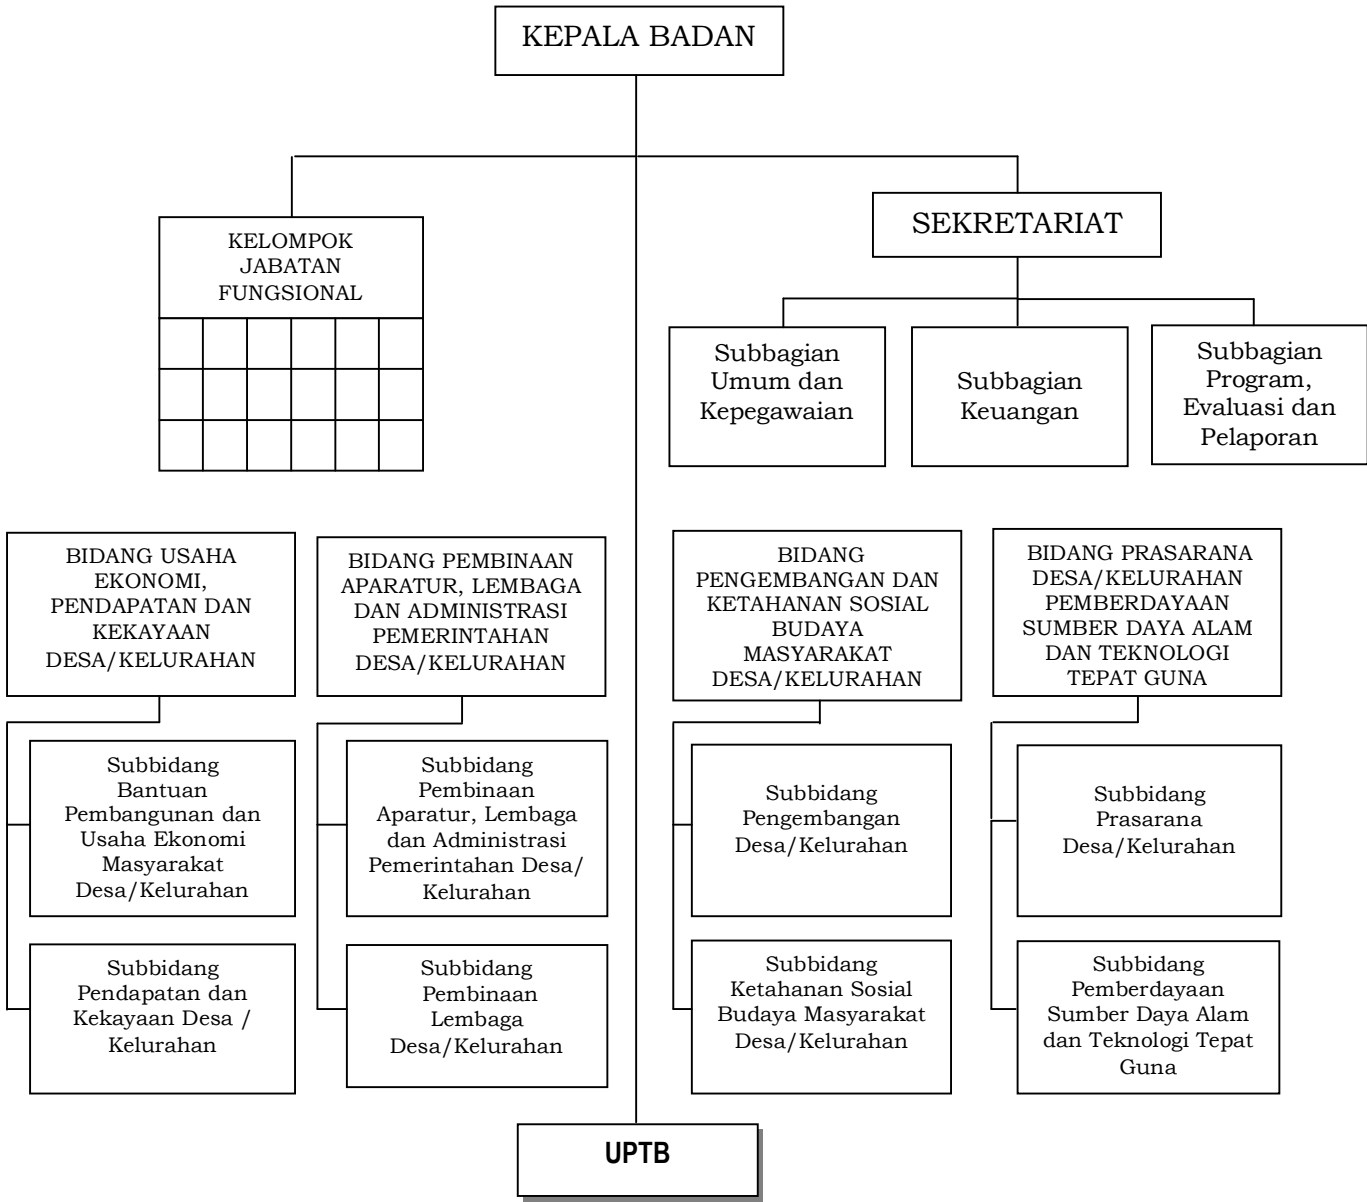 KEPALA BADAN
KELOMPOK
JABATAN
FUNGSIONAL
SEKRETARIAT
Subbagian
Umum dan
Kepegawaian
Subbagian
Keuangan
Subbagian
Program,
Evaluasi dan
Pelaporan
BIDANG USAHA
EKONOMI,
PENDAPATAN DAN
KEKAYAAN
DESA/KELURAHAN
BIDANG PEMBINAAN
APARATUR, LEMBAGA
DAN ADMINISTRASI
PEMERINTAHAN
DESA/KELURAHAN
BIDANG
PENGEMBANGAN DAN
KETAHANAN SOSIAL
BUDAYA
MASYARAKAT
DESA/KELURAHAN
BIDANG PRASARANA
DESA/KELURAHAN
PEMBERDAYAAN
SUMBER DAYA ALAM
DAN TEKNOLOGI
TEPAT GUNA
Subbidang
Bantuan
Pembangunan dan
Usaha Ekonomi
Masyarakat
Desa/Kelurahan
Subbidang
Pembinaan
Aparatur, Lembaga
dan Administrasi
Pemerintahan Desa/
Kelurahan
Subbidang
Pengembangan
Desa/Kelurahan
Subbidang
Prasarana
Desa/Kelurahan
Subbidang
Pendapatan dan
Kekayaan Desa /
Kelurahan
Subbidang
Pembinaan
Lembaga
Desa/Kelurahan
Subbidang
Ketahanan Sosial
Budaya Masyarakat
Desa/Kelurahan
Subbidang
Pemberdayaan
Sumber Daya Alam
dan Teknologi Tepat
Guna
UPTB